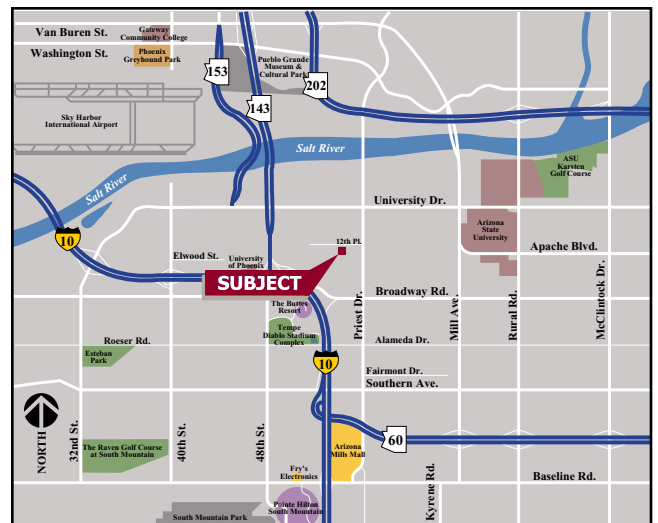 Van Buren St.
Gateway
Community College
Washington St.
Phoenix
Greyhound Park
153
Pueblo Grande
Museum &
Cultural Park
202
143
Sky Harbor
International Airport
Salt River
ASU
Karsten
Golf Course
Salt River
University Dr.
Arizona
State
University
10
12th Pl.
Apache Blvd.
Elwood St.
University
of Phoenix
SUBJECT
Broadway Rd.
The Buttes
Resort
Priest Dr.
Mill Ave.
Rural Rd.
McClintock Dr.
Tempe
Diablo Stadium
Complex
Roeser Rd.
Alameda Dr.
Esteban
Park
10
Fairmont Dr.
Southern Ave.
NORTH
32nd St.
40th St.
48th St.
60
The Raven Golf Course
at South Mountain
Arizona
Mills Mall
Fry's
Electronics
Baseline Rd.
Kyrene Rd.
Pointe Hilton
South Mountain
South Mountain Park